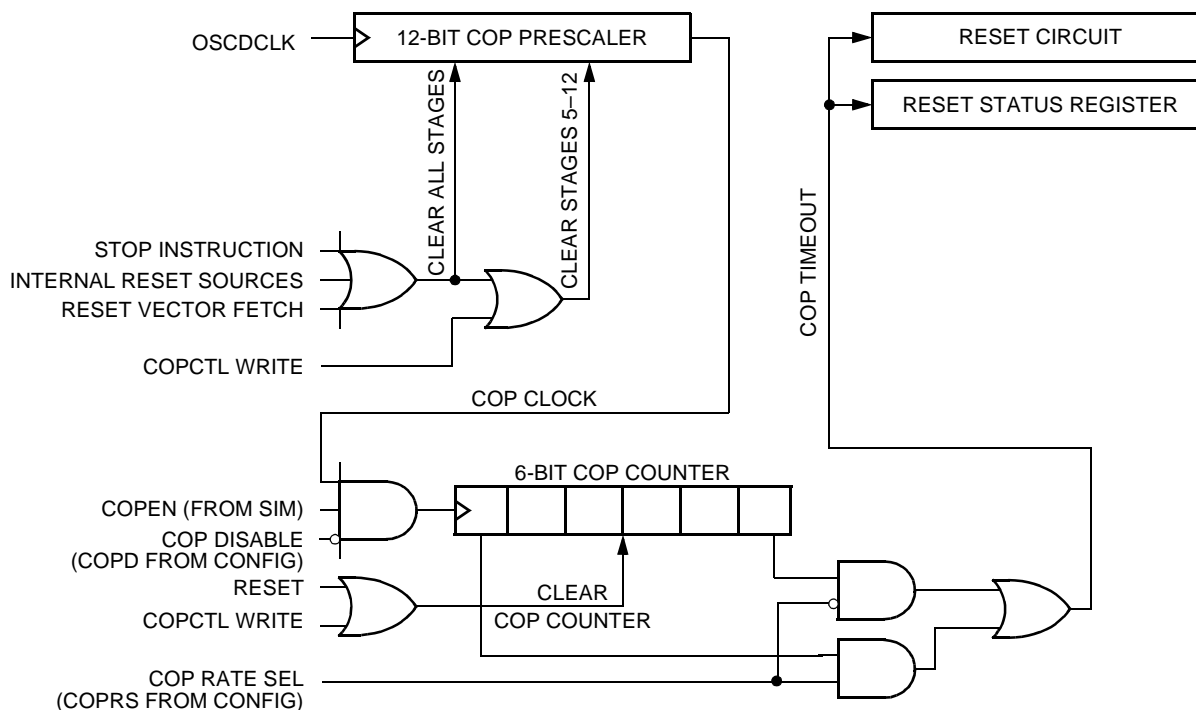 OSCDCLK
12-BIT COP PRESCALER
RESET CIRCUIT
RESET STATUS REGISTER
CLEAR ALL STAGES
CLEAR STAGES 5–12
COP TIMEOUT
STOP INSTRUCTION
INTERNAL RESET SOURCES
RESET VECTOR FETCH
COPCTL WRITE
COP CLOCK
6-BIT COP COUNTER
COPEN (FROM SIM)
COP DISABLE
(COPD FROM CONFIG)
RESET
COPCTL WRITE
CLEAR
COP COUNTER
COP RATE SEL
(COPRS FROM CONFIG)